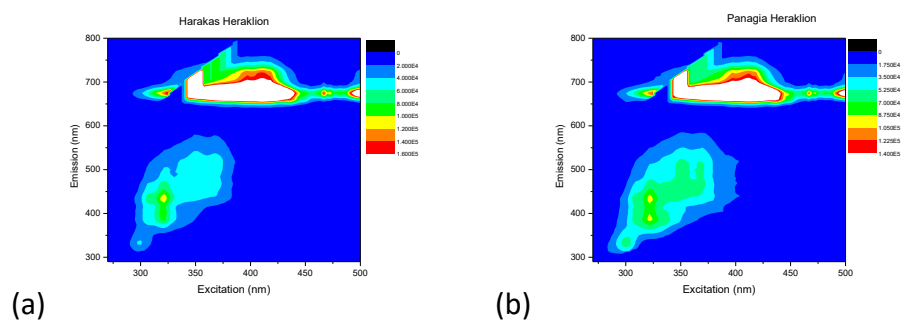 Harakas Heraklion
800
700
600
500
400
300
Emission (nm)
300
350
400
450
500
Excitation (nm)
0
2.000E4
4.000E4
6.000E4
8.000E4
1.000E5
1.200E5
1.400E5
1.600E5
(a)
Panagia Heraklion
800
700
600
500
400
300
Emission (nm)
300
350
400
450
500
Excitation (nm)
0
1.750E4
3.500E4
5.250E4
7.000E4
8.750E4
1.050E5
1.225E5
1.400E5
(b)